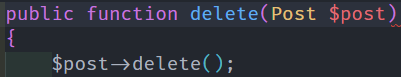 public function delete(Post $post)
{
    $post->delete();